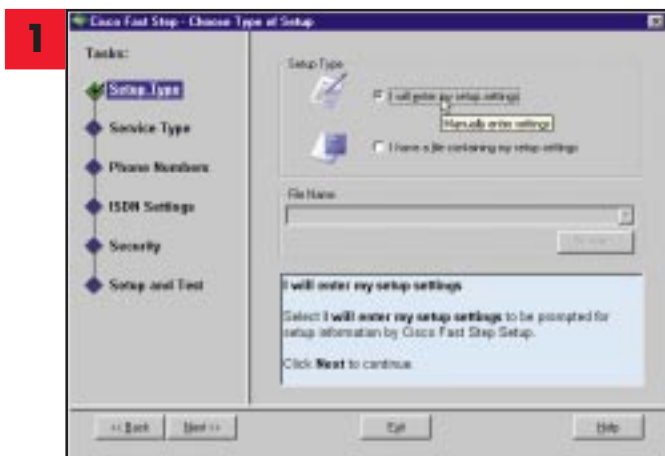 1
Cisco Fast Step - Choose Type of Setup
Tasks:
Setup Type
Service Type
Phone Numbers
ISDN Settings
Security
Setup and Test
Setup Type
I will enter my setup settings
Manually enter settings
I have a file containing my setup settings
File Name
I will enter my setup settings
Select I will enter my setup settings to be prompted for
setup information by Cisco Fast Step Setup.
Click Next to continue.
<< Back
Next >>
Exit
Help